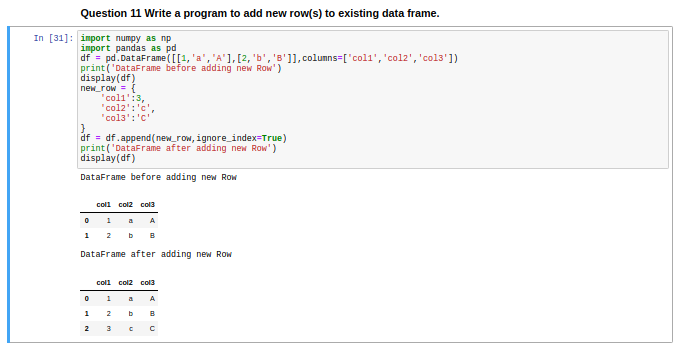 Question 11 Write a program to add new row(s) to existing data frame.
In [31]: import numpy as np
import pandas as pd
df = pd.DataFrame([[1,'a','A'],[2,'b','B']],columns=['col1','col2','col3'])
print('DataFrame before adding new Row')
display(df)
new_row = {
'col1':3,
'col2':'c',
'col3':'C'
}
df = df.append(new_row,ignore_index=True)
print('DataFrame after adding new Row')
display(df)
DataFrame before adding new Row
col1 col2 col3
0 1 a A
1 2 b B
DataFrame after adding new Row
col1 col2 col3
0 1 a A
1 2 b B
2 3 c C